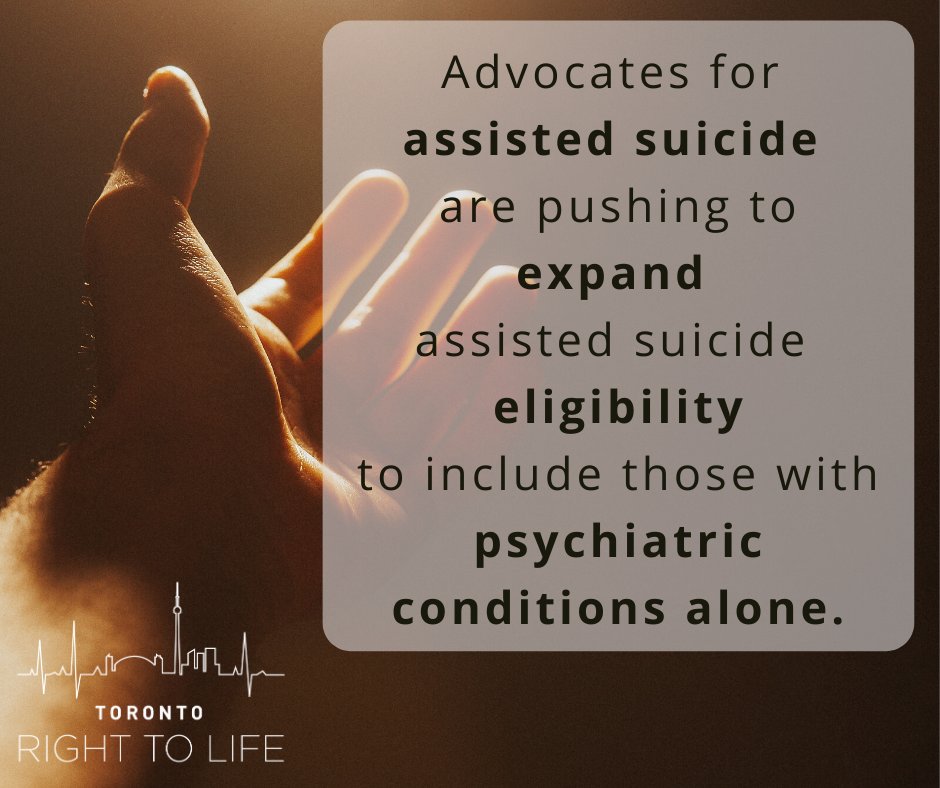 Advocates for
assisted suicide
are pushing to
expand
assisted suicide
eligibility
to include those with
psychiatric
conditions alone.
TORONTO
RIGHT TO LIFE